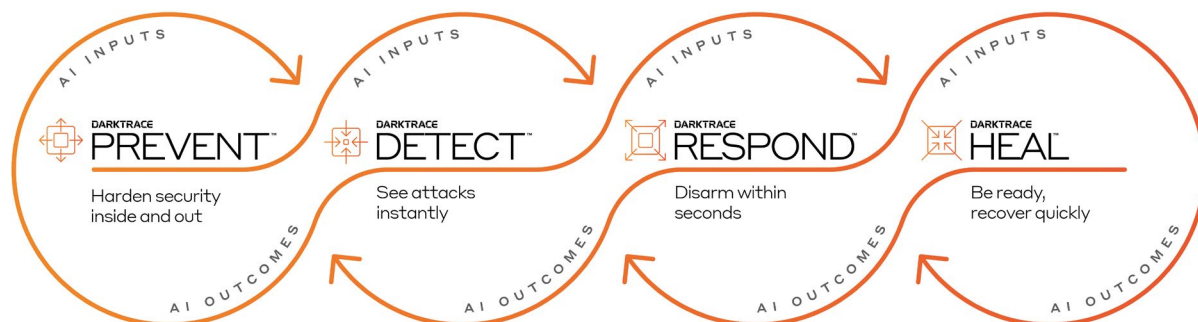 AI INPUTS
DARKTRACE
PREVENT™
Harden security
inside and out
AI OUTCOMES
AI INPUTS
DARKTRACE
DETECT™
See attacks
instantly
AI OUTCOMES
AI INPUTS
DARKTRACE
RESPOND™
Disarm within
seconds
AI OUTCOMES
AI INPUTS
DARKTRACE
HEAL™
Be ready,
recover quickly
AI OUTCOMES